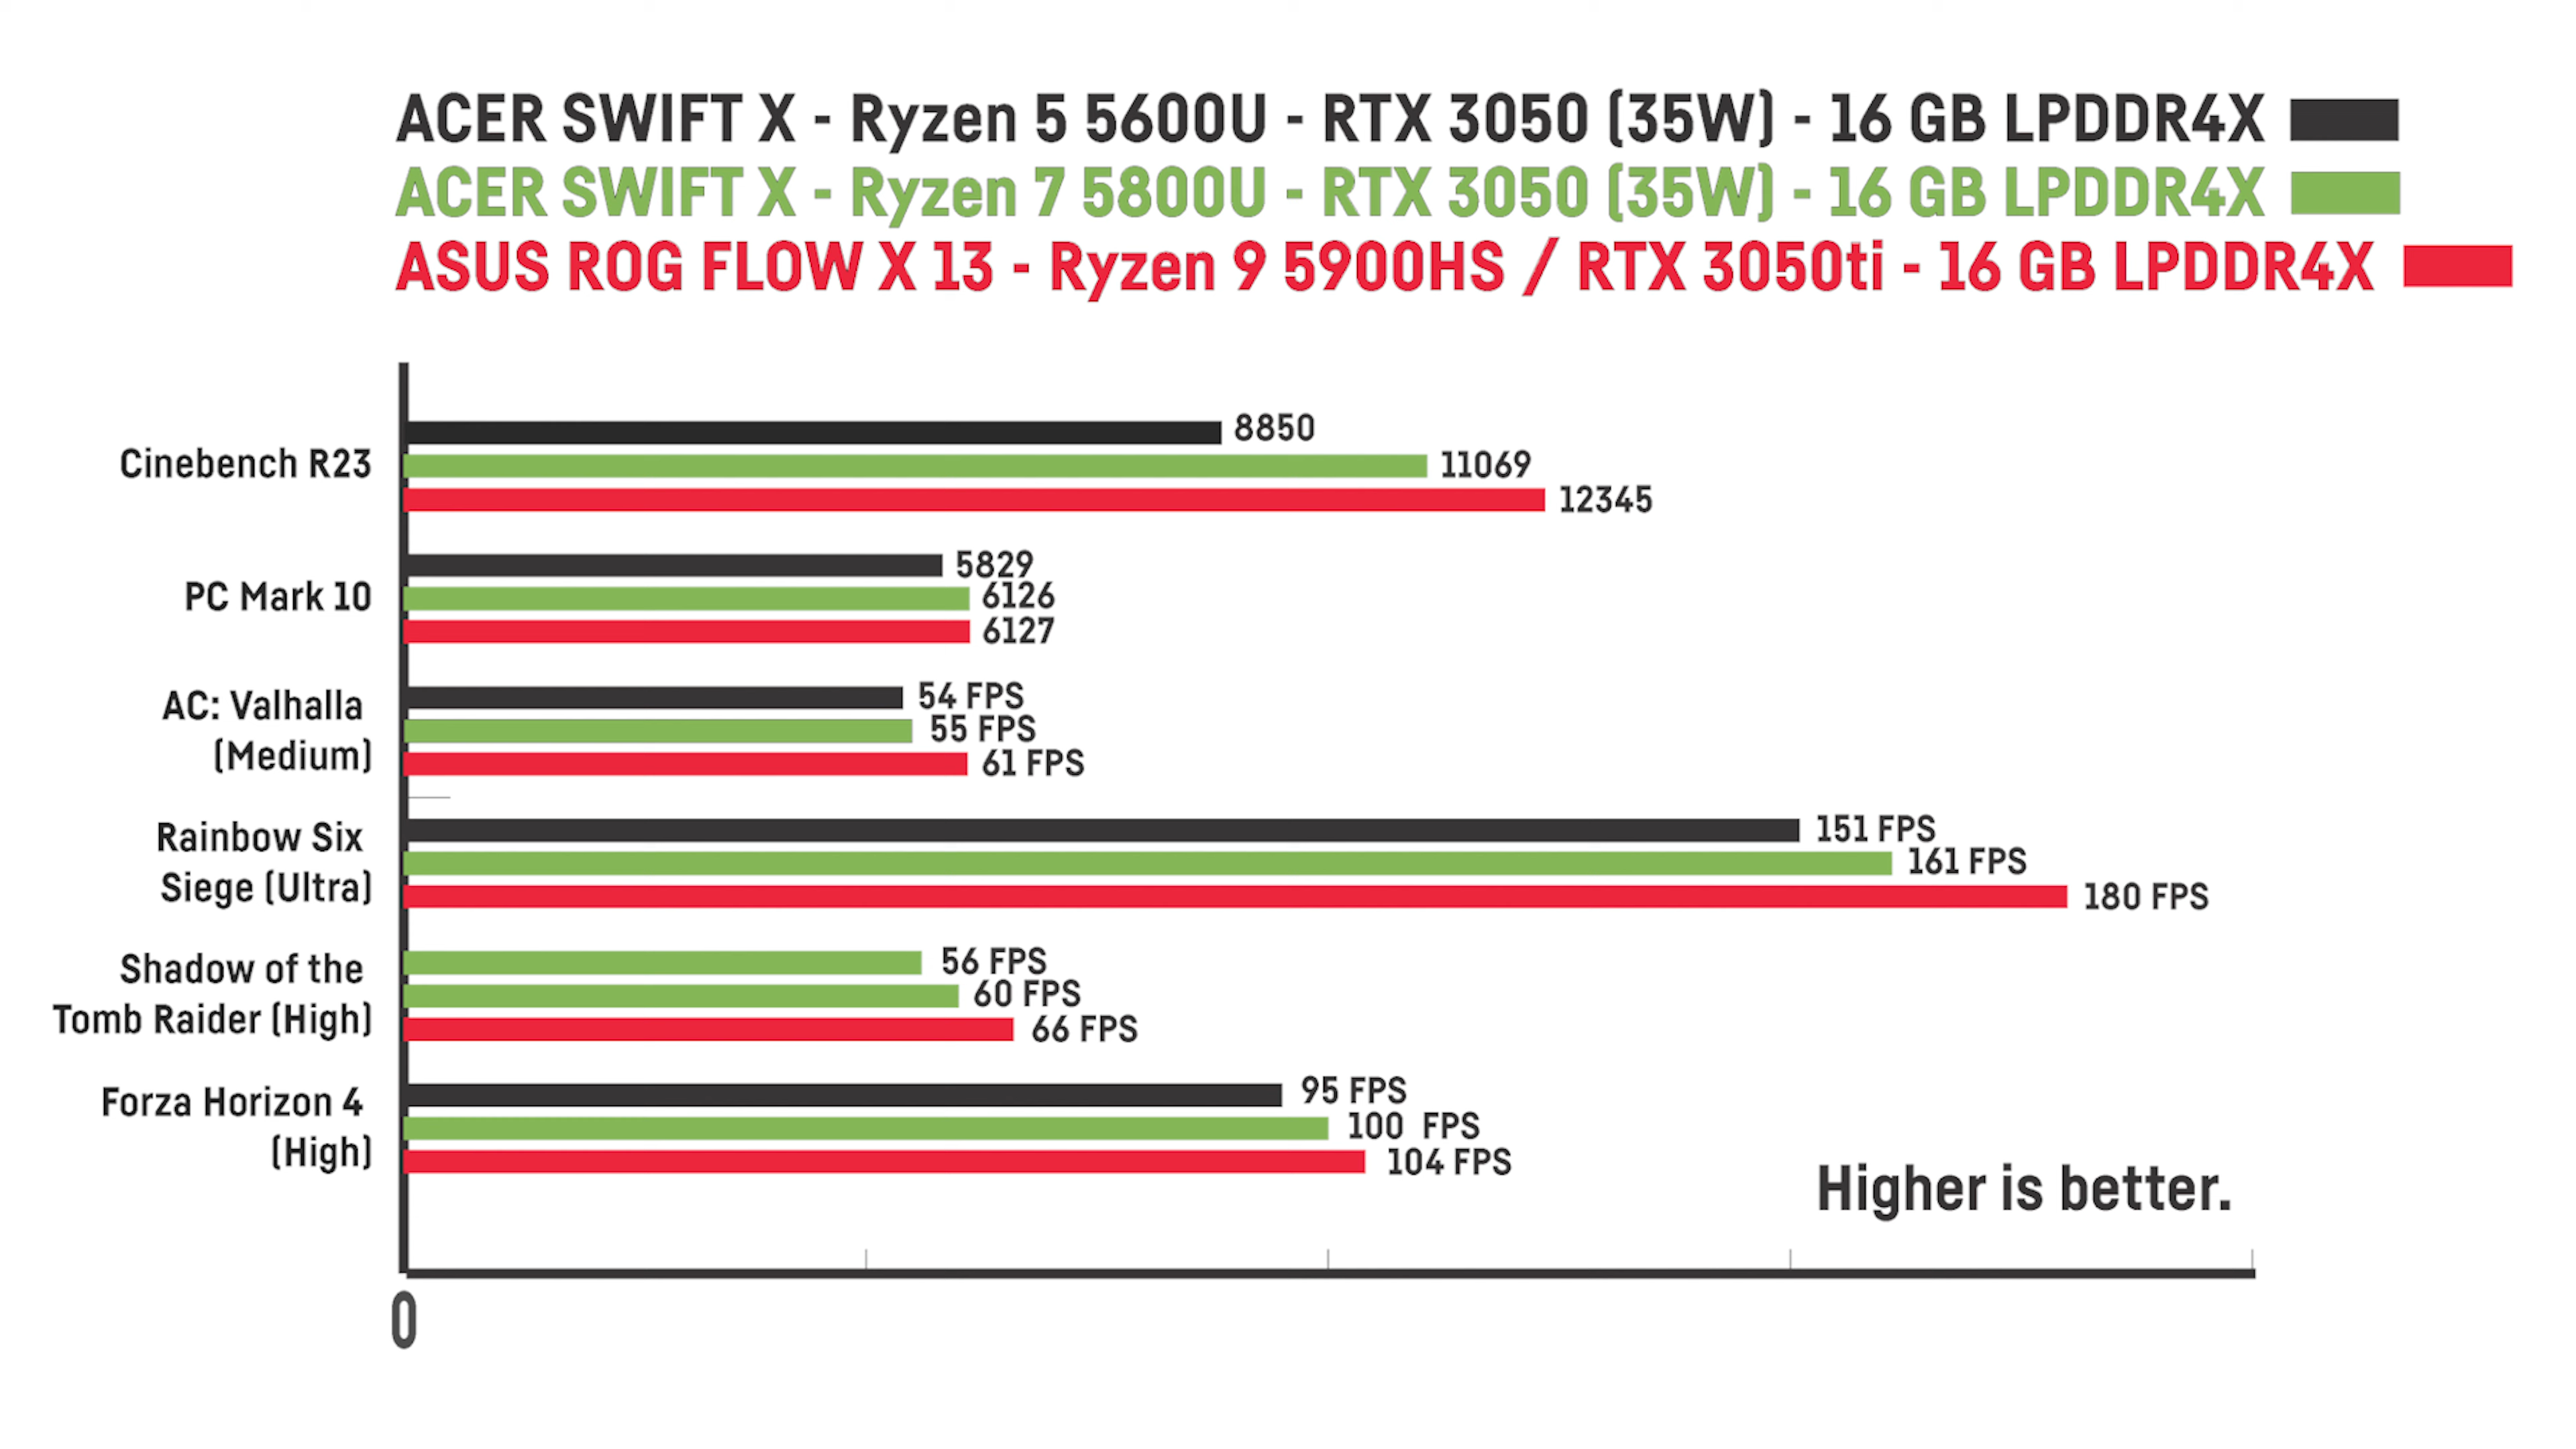 ACER SWIFT X - Ryzen 5 5600U - RTX 3050 (35W) - 16 GB LPDDR4X
ACER SWIFT X - Ryzen 7 5800U - RTX 3050 (35W) - 16 GB LPDDR4X
ASUS ROG FLOW X 13 - Ryzen 9 5900HS / RTX 3050ti - 16 GB LPDDR4X
Cinebench R23
8850
11069
12345
PC Mark 10
5829
6126
6127
AC: Valhalla
(Medium)
54 FPS
55 FPS
61 FPS
Rainbow Six
Siege (Ultra)
151 FPS
161 FPS
180 FPS
Shadow of the
Tomb Raider (High)
56 FPS
60 FPS
66 FPS
Forza Horizon 4
(High)
95 FPS
100 FPS
104 FPS
Higher is better.
0